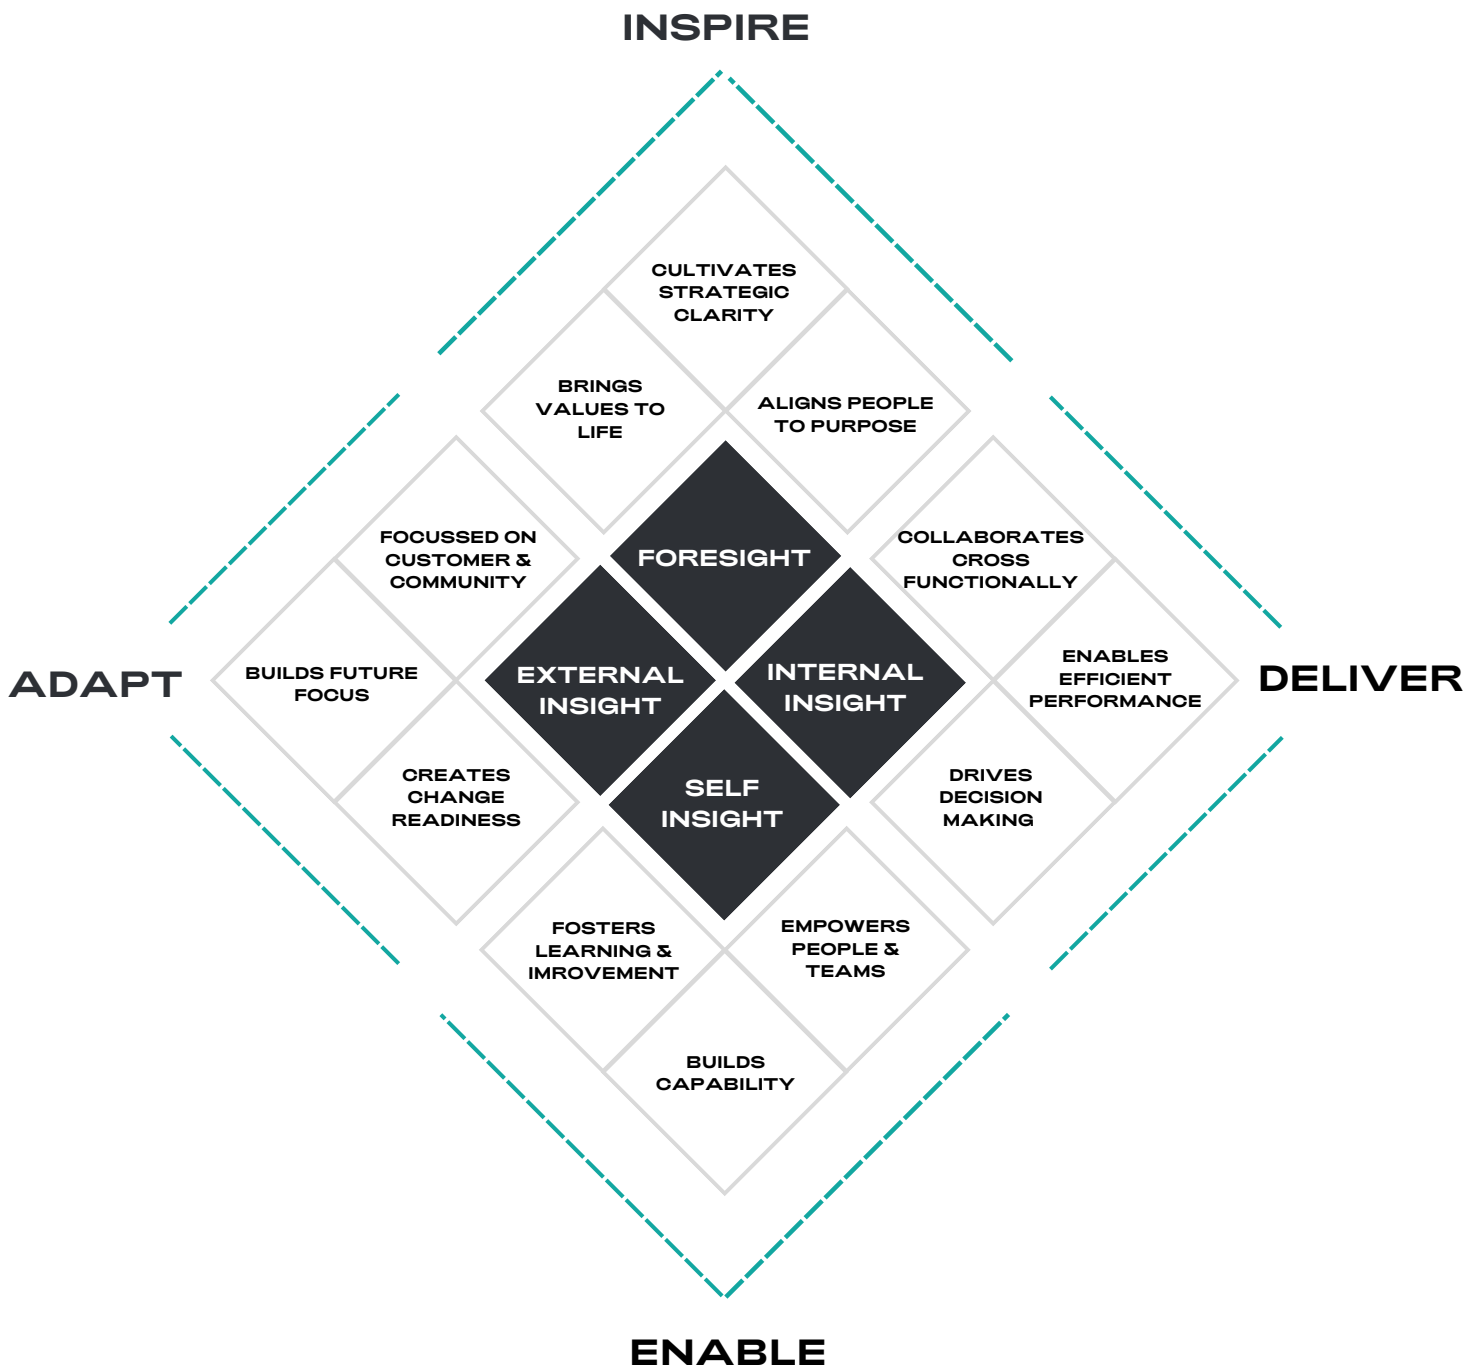 INSPIRE
CULTIVATES
STRATEGIC
CLARITY
BRINGS
VALUES TO
LIFE
ALIGNS PEOPLE
TO PURPOSE
FOCUSSED ON
CUSTOMER &
COMMUNITY
FORESIGHT
COLLABORATES
CROSS
FUNCTIONALLY
ADAPT
BUILDS FUTURE
FOCUS
EXTERNAL
INSIGHT
INTERNAL
INSIGHT
ENABLES
EFFICIENT
PERFORMANCE
DELIVER
CREATES
CHANGE
READINESS
SELF
INSIGHT
DRIVES
DECISION
MAKING
FOSTERS
LEARNING &
IMROVEMENT
EMPOWERS
PEOPLE &
TEAMS
BUILDS
CAPABILITY
ENABLE